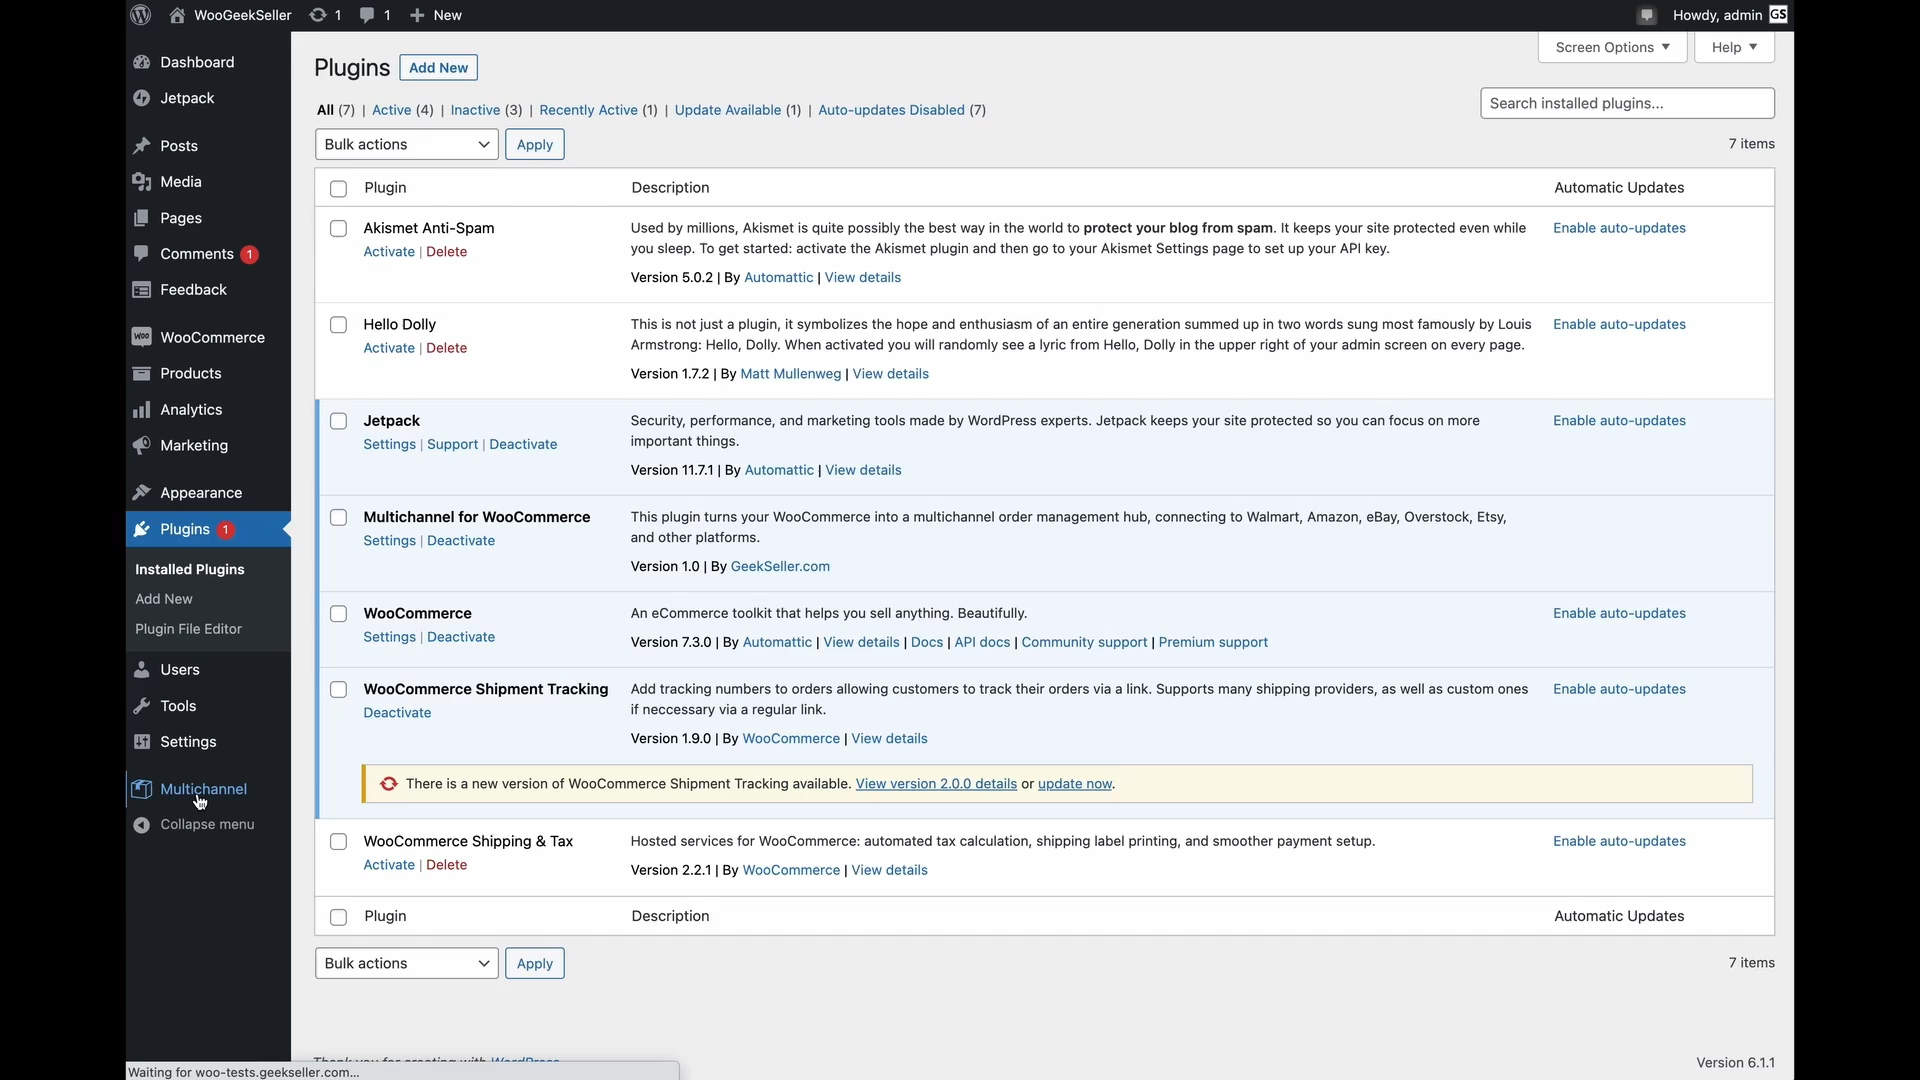 WooGeekSeller 1 1 New Howdy, admin GS
Dashboard
Jetpack
Posts
Media
Pages
Comments 1
Feedback
WOO WooCommerce
Products
Analytics
Marketing
Appearance
Plugins 1
Installed Plugins
Add New
Plugin File Editor
Users
Tools
Settings
Multichannel
Collapse menu
Screen Options Help
Plugins Add New
All (7) | Active (4) | Inactive (3) | Recently Active (1) | Update Available (1) | Auto-updates Disabled (7)
Search installed plugins...
Bulk actions Apply 7 items
Plugin Description Automatic Updates
Akismet Anti-Spam
Activate | Delete
Used by millions, Akismet is quite possibly the best way in the world to protect your blog from spam. It keeps your site protected even while
you sleep. To get started: activate the Akismet plugin and then go to your Akismet Settings page to set up your API key.
Version 5.0.2 | By Automattic | View details
Enable auto-updates
Hello Dolly
Activate | Delete
This is not just a plugin, it symbolizes the hope and enthusiasm of an entire generation summed up in two words sung most famously by Louis
Armstrong: Hello, Dolly. When activated you will randomly see a lyric from Hello, Dolly in the upper right of your admin screen on every page.
Version 1.7.2 | By Matt Mullenweg | View details
Enable auto-updates
Jetpack
Settings | Support | Deactivate
Security, performance, and marketing tools made by WordPress experts. Jetpack keeps your site protected so you can focus on more
important things.
Version 11.7.1 | By Automattic | View details
Enable auto-updates
Multichannel for WooCommerce
Settings | Deactivate
This plugin turns your WooCommerce into a multichannel order management hub, connecting to Walmart, Amazon, eBay, Overstock, Etsy,
and other platforms.
Version 1.0 | By GeekSeller.com
WooCommerce
Settings | Deactivate
An eCommerce toolkit that helps you sell anything. Beautifully.
Version 7.3.0 | By Automattic | View details | Docs | API docs | Community support | Premium support
Enable auto-updates
WooCommerce Shipment Tracking
Deactivate
Add tracking numbers to orders allowing customers to track their orders via a link. Supports many shipping providers, as well as custom ones
if neccessary via a regular link.
Version 1.9.0 | By WooCommerce | View details
Enable auto-updates
There is a new version of WooCommerce Shipment Tracking available. View version 2.0.0 details or update now.
WooCommerce Shipping & Tax
Activate | Delete
Hosted services for WooCommerce: automated tax calculation, shipping label printing, and smoother payment setup.
Version 2.2.1 | By WooCommerce | View details
Enable auto-updates
Plugin Description Automatic Updates
Bulk actions Apply 7 items
Thank you for creating with WordPress
Version 6.1.1
Waiting for woo-tests.geekseller.com...